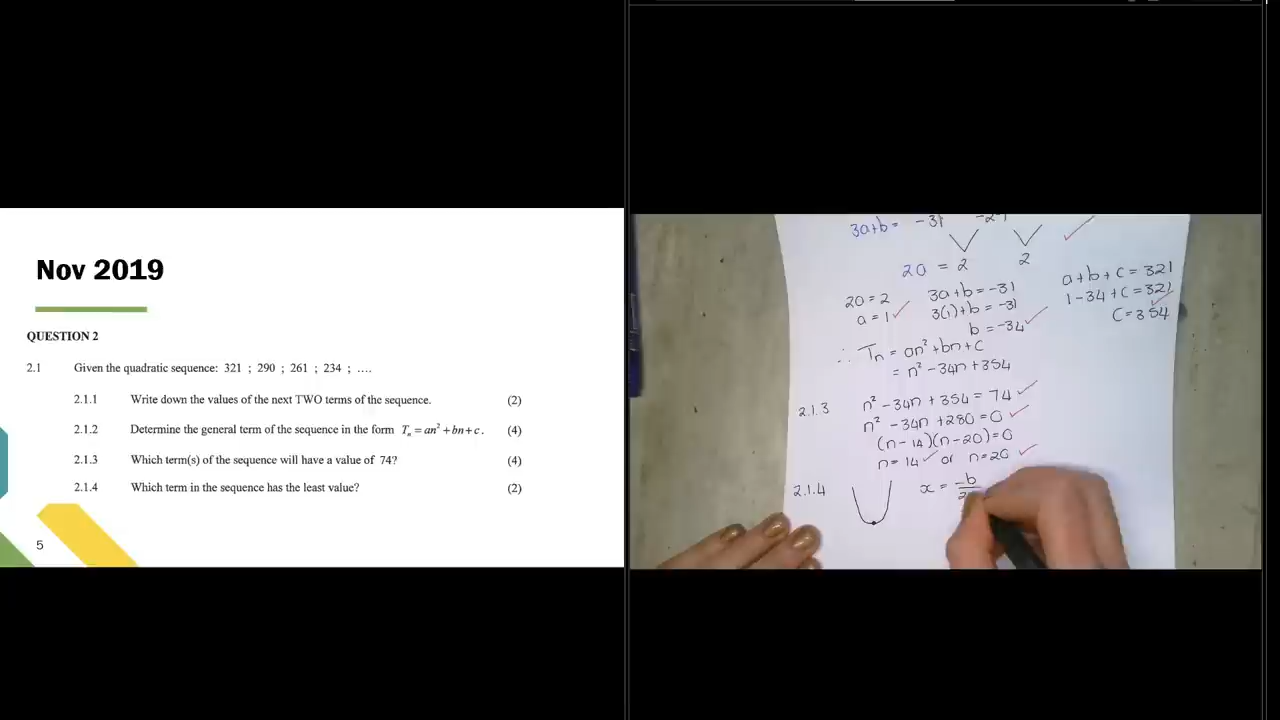 Nov 2019
QUESTION 2
2.1 Given the quadratic sequence: 321 ; 290 ; 261 ; 234 ; ....
2.1.1 Write down the values of the next TWO terms of the sequence. (2)
2.1.2 Determine the general term of the sequence in the form Tₙ = an² + bn + c. (4)
2.1.3 Which term(s) of the sequence will have a value of 74? (4)
2.1.4 Which term in the sequence has the least value? (2)
5
3a+b = -31
2a = 2 2
2a = 2
a = 1
3a+b = -31
3(1)+b = -31
b = -34
a+b+c = 321
1-34+c = 321
c = 354
∴ Tₙ = an² + bn + c
= n² - 34n + 354
2.1.3 n² - 34n + 354 = 74
n² - 34n + 280 = 0
(n-14)(n-20) = 0
n = 14 or n = 20
2.1.4 x = -b